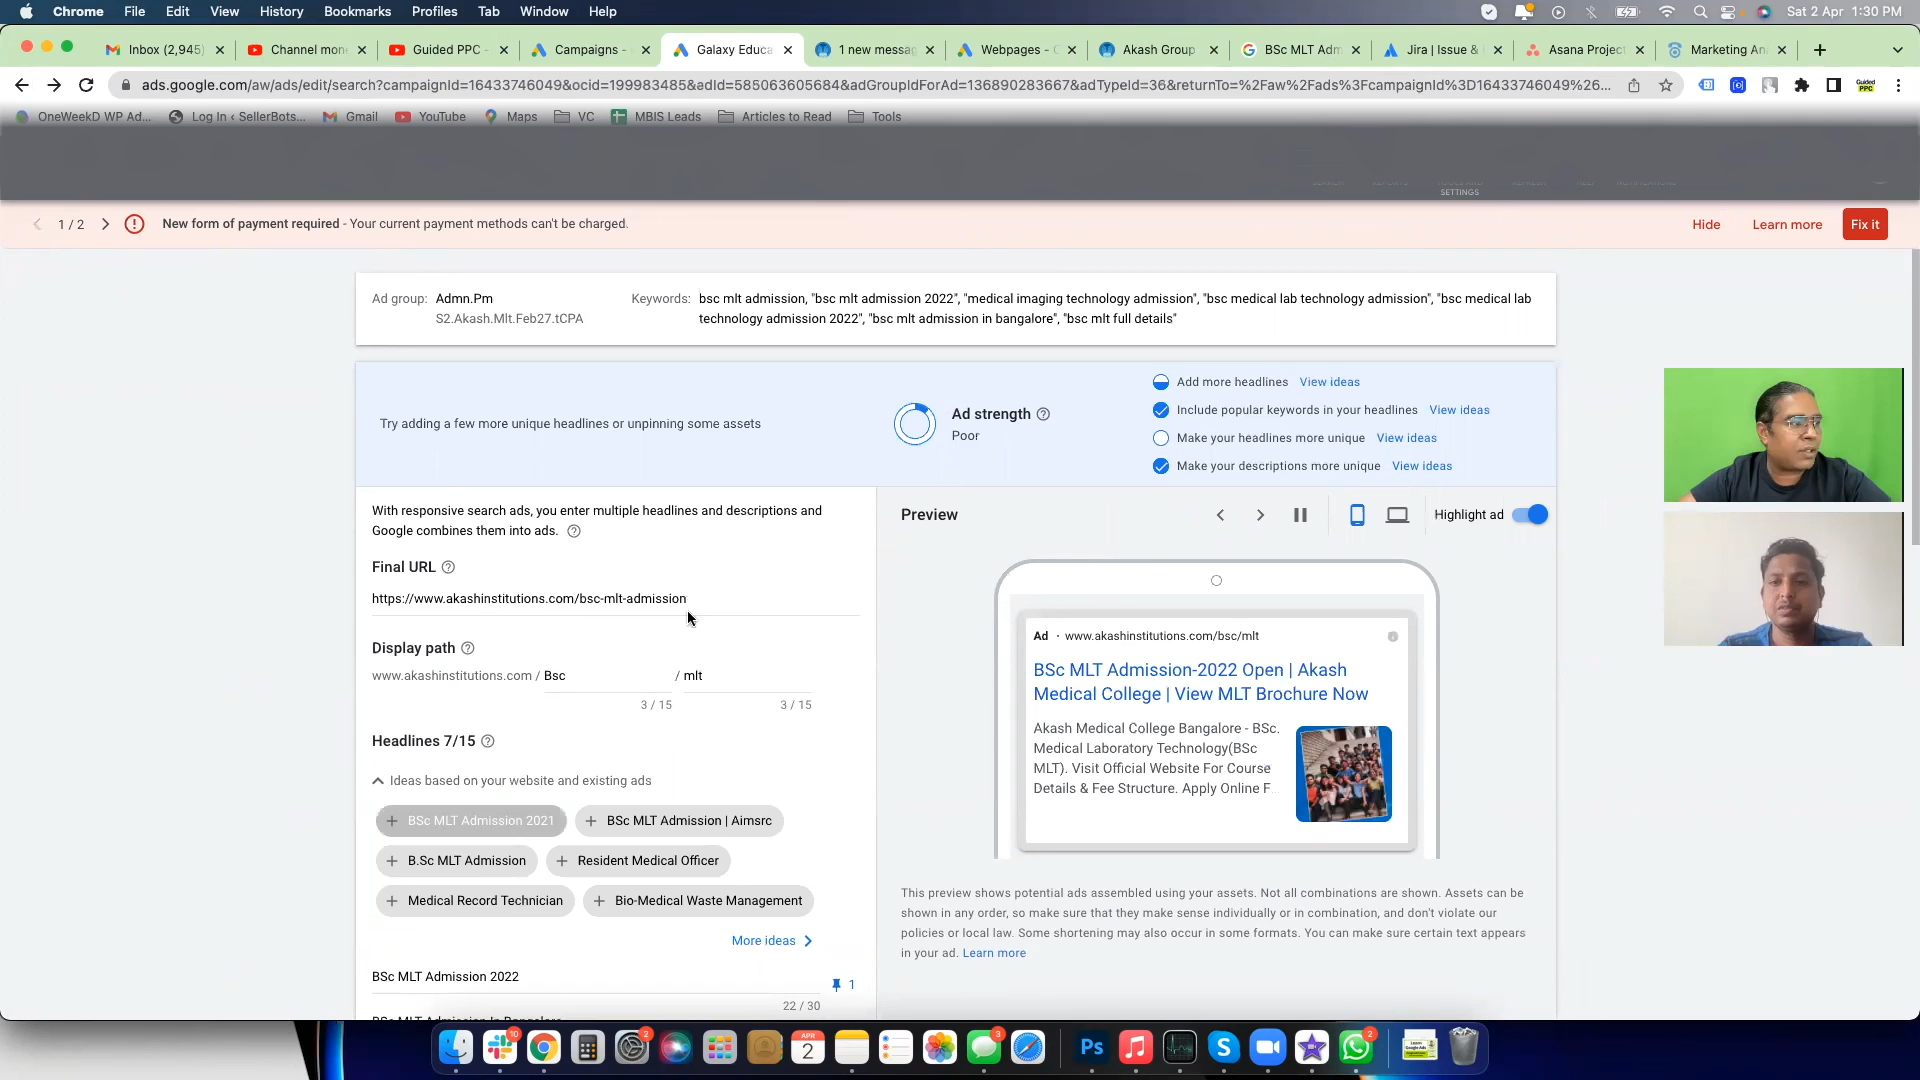 Chrome File Edit View History Bookmarks Profiles Tab Window Help Sat 2 Apr 1:30 PM
Inbox (2,945) Channel mon Guided PPC - Campaigns - Galaxy Educa 1 new messag Webpages - Akash Group BSc MLT Adm Jira | Issue & Asana Project Marketing An
ads.google.com/aw/ads/edit/search?campaignId=16433746049&ocid=199983485&adId=585063605684&adGroupIdForAd=136890283667&adTypeId=36&returnTo=%2Faw%2Fads%3FcampaignId%3D16433746049%26... Guided PPC
OneWeekD WP Ad... Log In ‹ SellerBots... Gmail YouTube Maps VC MBIS Leads Articles to Read Tools
SETTINGS
1 / 2 New form of payment required - Your current payment methods can't be charged. Hide Learn more Fix it
Ad group: Admn.Pm
S2.Akash.Mlt.Feb27.tCPA
Keywords: bsc mlt admission, "bsc mlt admission 2022", "medical imaging technology admission", "bsc medical lab technology admission", "bsc medical lab
technology admission 2022", "bsc mlt admission in bangalore", "bsc mlt full details"
Try adding a few more unique headlines or unpinning some assets
Ad strength
Poor
Add more headlines View ideas
Include popular keywords in your headlines View ideas
Make your headlines more unique View ideas
Make your descriptions more unique View ideas
With responsive search ads, you enter multiple headlines and descriptions and
Google combines them into ads.
Final URL
https://www.akashinstitutions.com/bsc-mlt-admission
Display path
www.akashinstitutions.com / Bsc / mlt
3 / 15 3 / 15
Headlines 7/15
Ideas based on your website and existing ads
BSc MLT Admission 2021 BSc MLT Admission | Aimsrc
B.Sc MLT Admission Resident Medical Officer
Medical Record Technician Bio-Medical Waste Management
More ideas
BSc MLT Admission 2022 1
22 / 30
BSc MLT Admission In Bangalore
Preview Highlight ad
Ad · www.akashinstitutions.com/bsc/mlt
BSc MLT Admission-2022 Open | Akash
Medical College | View MLT Brochure Now
Akash Medical College Bangalore - BSc.
Medical Laboratory Technology(BSc
MLT). Visit Official Website For Course
Details & Fee Structure. Apply Online F
This preview shows potential ads assembled using your assets. Not all combinations are shown. Assets can be
shown in any order, so make sure that they make sense individually or in combination, and don't violate our
policies or local law. Some shortening may also occur in some formats. You can make sure certain text appears
in your ad. Learn more
10 2 APR 2 3 Ps 2